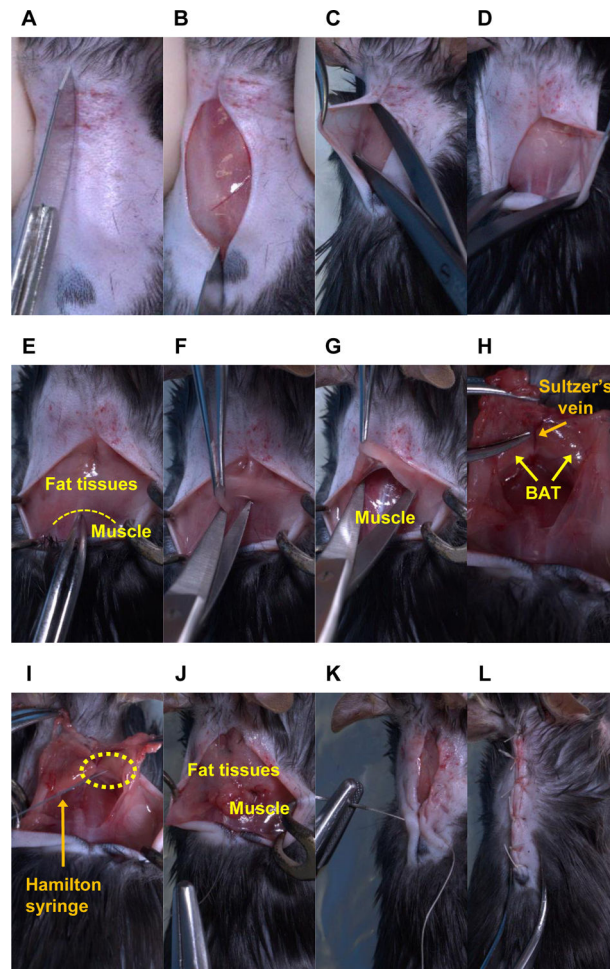 A
B
C
D
E
F
G
H
Fat tissues
Muscle
Muscle
Sultzer's
vein
BAT
I
J
K
L
Hamilton
syringe
Fat tissues
Muscle